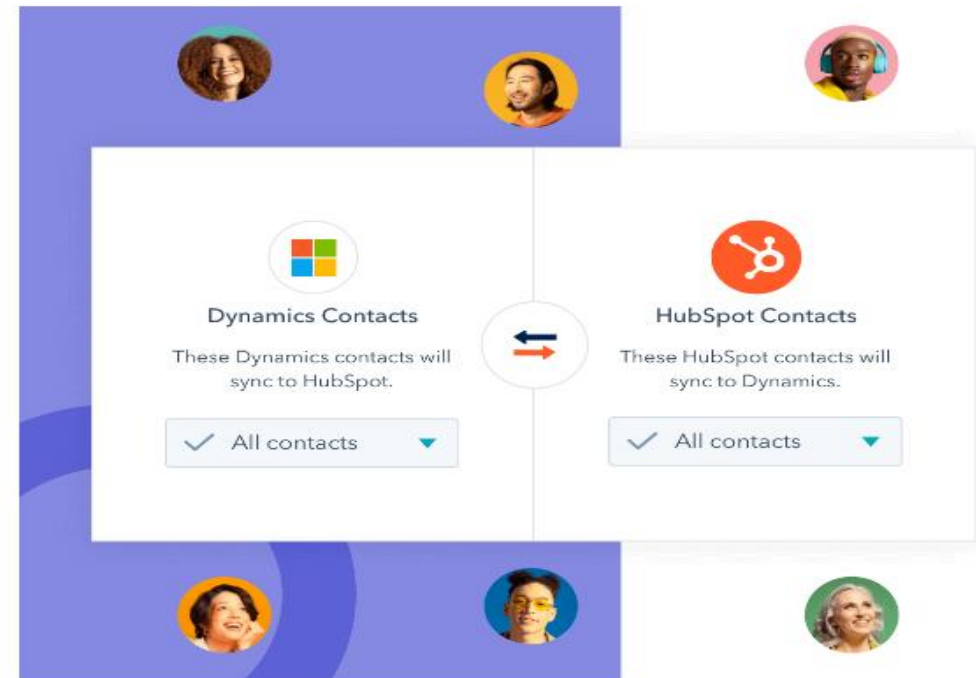 Dynamics Contacts
These Dynamics contacts will
sync to HubSpot.
All contacts
HubSpot Contacts
These HubSpot contacts will
sync to Dynamics.
All contacts